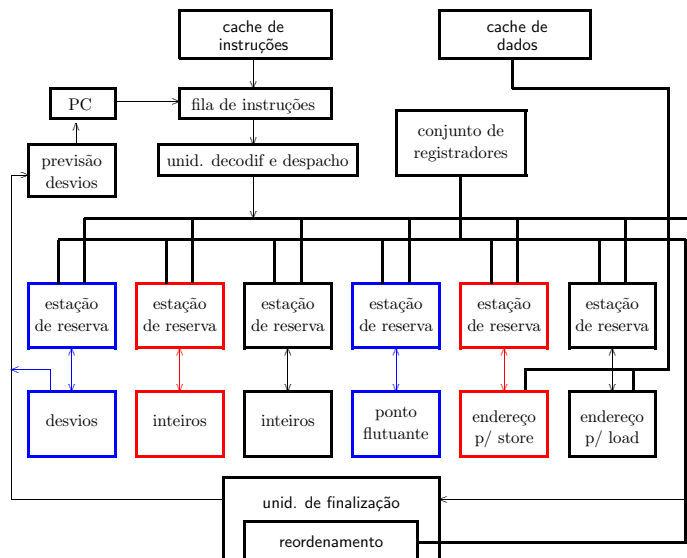 cache de
instruções
cache de
dados
PC
fila de instruções
conjunto de
registradores
previsão
desvios
unid. decodif e despacho
estação
de reserva
estação
de reserva
estação
de reserva
estação
de reserva
estação
de reserva
estação
de reserva
desvios
inteiros
inteiros
ponto
flutuante
endereço
p/ store
endereço
p/ load
unid. de finalização
reordenamento